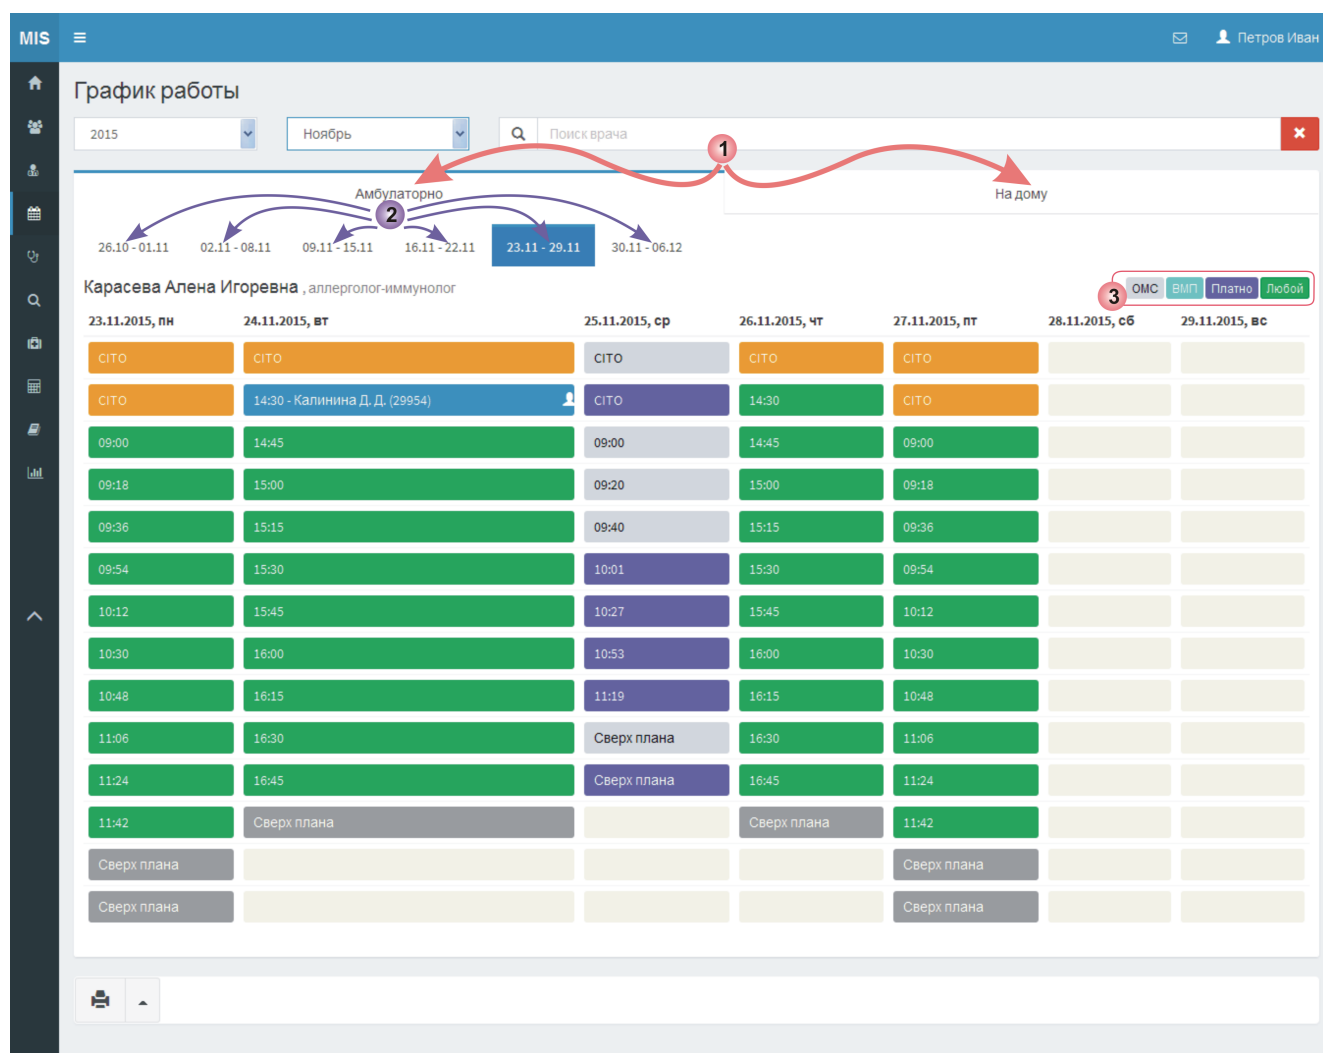 MIS Петров Иван
График работы
2015 Ноябрь Поиск врача
1
Амбулаторно На дому
2
26.10 - 01.11 02.11 - 08.11 09.11 - 15.11 16.11 - 22.11 23.11 - 29.11 30.11 - 06.12
Карасева Алена Игоревна , аллерголог-иммунолог 3 ОМС ВМП Платно Любой
23.11.2015, пн 24.11.2015, вт 25.11.2015, ср 26.11.2015, чт 27.11.2015, пт 28.11.2015, сб 29.11.2015, вс
CITO CITO CITO CITO CITO
CITO 14:30 - Калинина Д. Д. (29954) CITO 14:30 CITO
09:00 14:45 09:00 14:45 09:00
09:18 15:00 09:20 15:00 09:18
09:36 15:15 09:40 15:15 09:36
09:54 15:30 10:01 15:30 09:54
10:12 15:45 10:27 15:45 10:12
10:30 16:00 10:53 16:00 10:30
10:48 16:15 11:19 16:15 10:48
11:06 16:30 Сверх плана 16:30 11:06
11:24 16:45 Сверх плана 16:45 11:24
11:42 Сверх плана Сверх плана 11:42
Сверх плана Сверх плана
Сверх плана Сверх плана